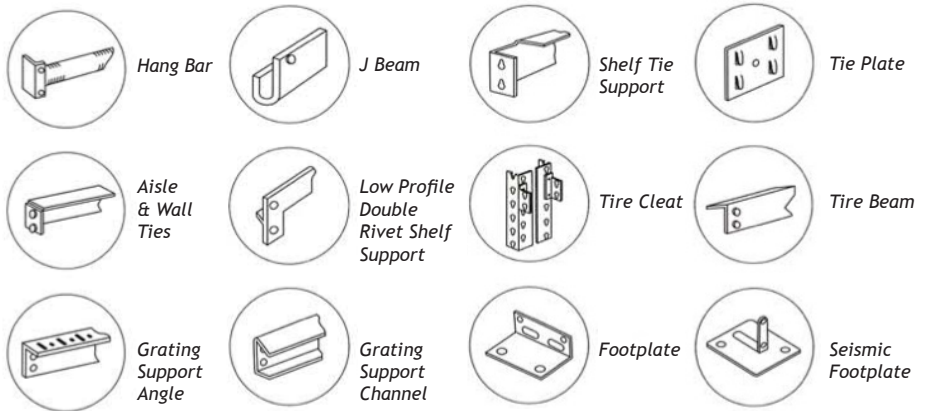 Hang Bar
J Beam
Shelf Tie
Support
Tie Plate
Aisle
& Wall
Ties
Low Profile
Double
Rivet Shelf
Support
Tire Cleat
Tire Beam
Grating
Support
Angle
Grating
Support
Channel
Footplate
Seismic
Footplate